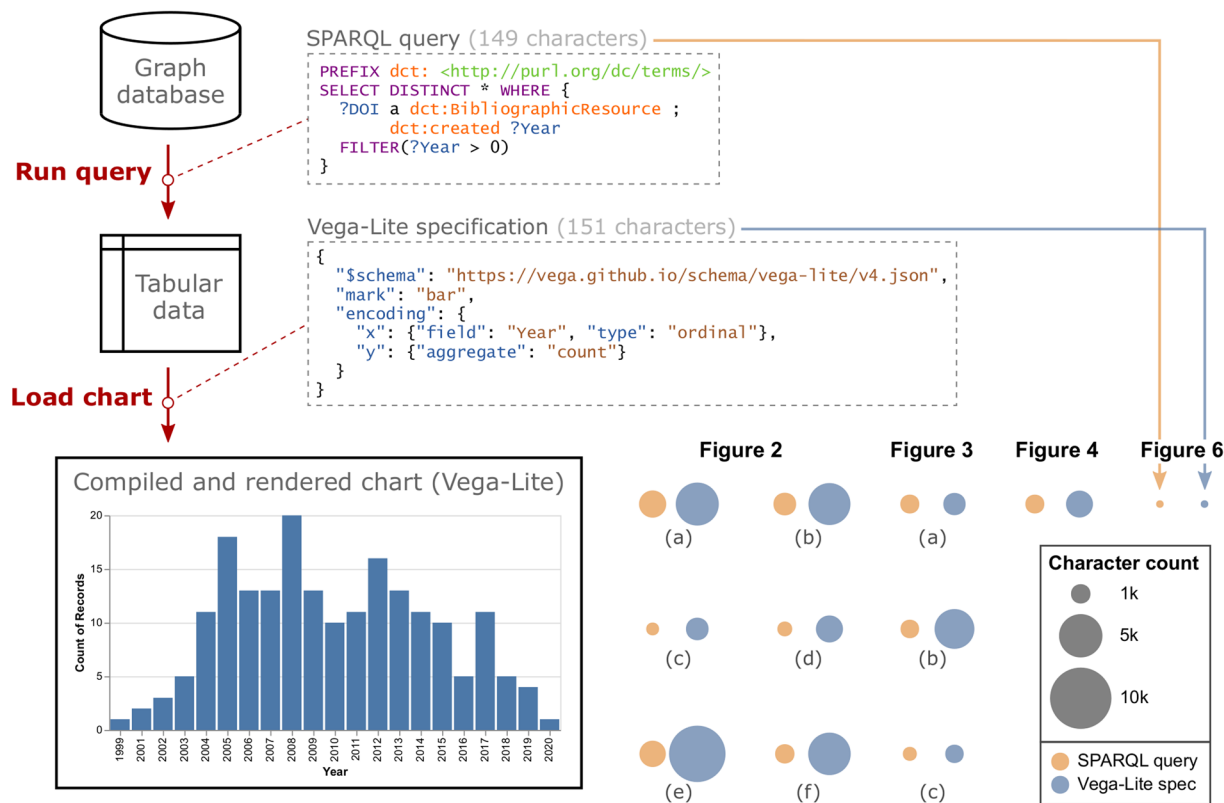 Graph
database
Run query
Tabular
data
Load chart
SPARQL query (149 characters)
PREFIX dct: <http://purl.org/dc/terms/>
SELECT DISTINCT * WHERE {
?DOI a dct:BibliographicResource ;
dct:created ?Year
FILTER(?Year > 0)
}
Vega-Lite specification (151 characters)
{
"$schema": "https://vega.github.io/schema/vega-lite/v4.json",
"mark": "bar",
"encoding": {
"x": {"field": "Year", "type": "ordinal"},
"y": {"aggregate": "count"}
}
}
Compiled and rendered chart (Vega-Lite)
Count of Records
20
15
10
5
0
1999
2001
2002
2003
2004
2005
2006
2007
2008
2009
2010
2011
2012
2013
2014
2015
2016
2017
2018
2019
2020
Year
Figure 2
Figure 3
Figure 4
Figure 6
(a)
(b)
(a)
(c)
(d)
(b)
(e)
(f)
(c)
Character count
1k
5k
10k
SPARQL query
Vega-Lite spec